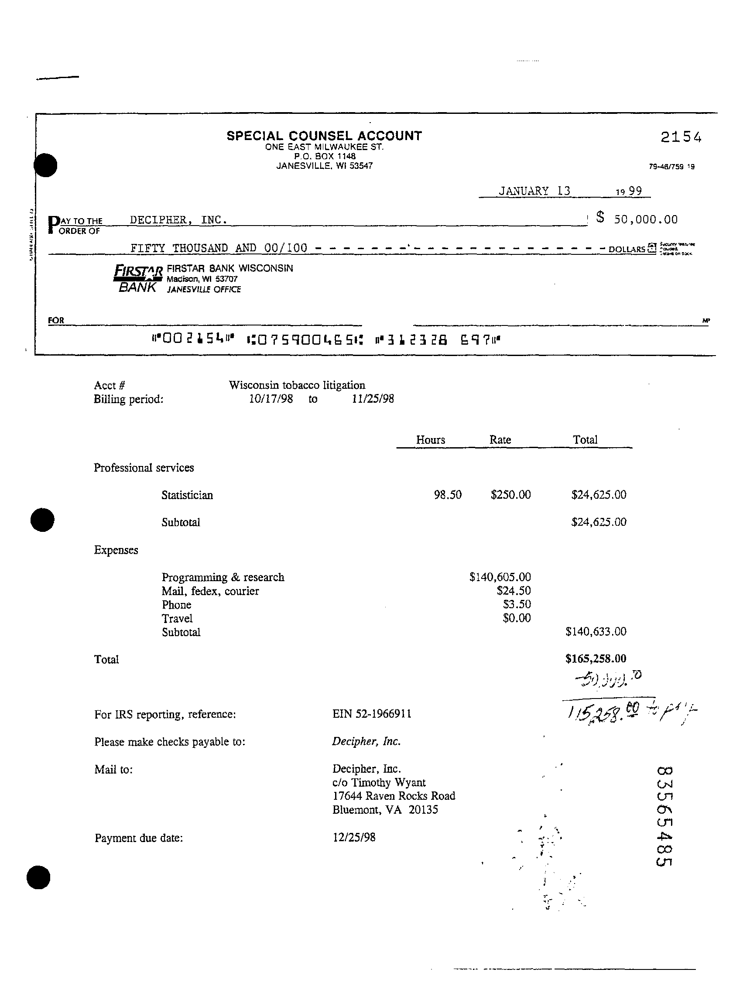 SPECIAL COUNSEL ACCOUNT
ONE EAST MILWAUKEE ST.
P.O. BOX 1148
JANESVILLE, WI 53547
2154
79-46/759 19
JANUARY 13 19 99
PAY TO THE ORDER OF DECIPHER, INC. $ 50,000.00
FIFTY THOUSAND AND 00/100 - - - - - - - - - - - - - - - - - - - - - - DOLLARS
FIRSTAR BANK FIRSTAR BANK WISCONSIN
Madison, WI 53707
JANESVILLE OFFICE
FOR MP
⑈002154⑈ ⑆075900465⑆ ⑈312328 697⑈
Acct # Wisconsin tobacco litigation
Billing period: 10/17/98 to 11/25/98
Hours Rate Total
Professional services
Statistician 98.50 $250.00 $24,625.00
Subtotal $24,625.00
Expenses
Programming & research $140,605.00
Mail, fedex, courier $24.50
Phone $3.50
Travel $0.00
Subtotal $140,633.00
Total $165,258.00
115,258.00
For IRS reporting, reference: EIN 52-1966911
Please make checks payable to: Decipher, Inc.
Mail to: Decipher, Inc.
c/o Timothy Wyant
17644 Raven Rocks Road
Bluemont, VA 20135
Payment due date: 12/25/98
83565485